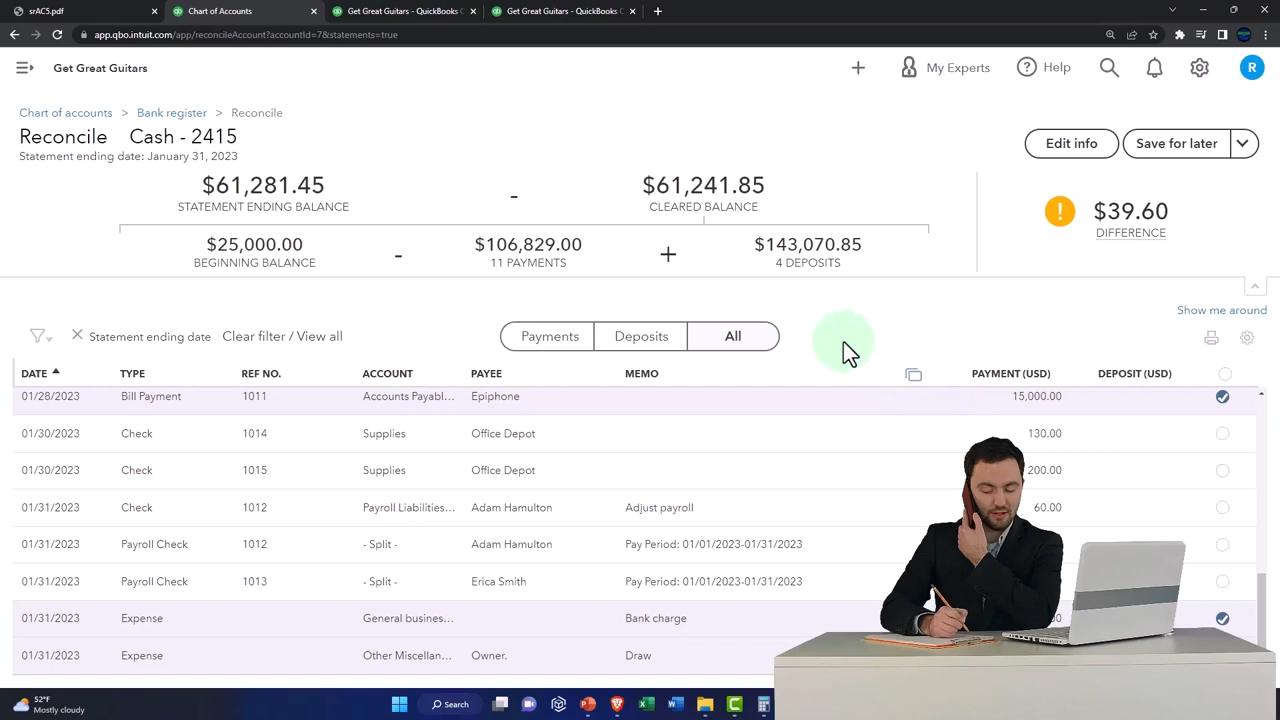 srAC5.pdf
Chart of Accounts
Get Great Guitars - QuickBooks C
Get Great Guitars - QuickBooks C
app.qbo.intuit.com/app/reconcileAccount?accountId=7&statements=true
Get Great Guitars
My Experts
Help
R
Chart of accounts > Bank register > Reconcile
Reconcile Cash - 2415
Statement ending date: January 31, 2023
Edit info
Save for later
$61,281.45
STATEMENT ENDING BALANCE
-
$61,241.85
CLEARED BALANCE
$39.60
DIFFERENCE
$25,000.00
BEGINNING BALANCE
-
$106,829.00
11 PAYMENTS
+
$143,070.85
4 DEPOSITS
Show me around
Statement ending date
Clear filter / View all
Payments
Deposits
All
DATE TYPE REF NO. ACCOUNT PAYEE MEMO PAYMENT (USD) DEPOSIT (USD)
01/28/2023 Bill Payment 1011 Accounts Payabl... Epiphone 15,000.00
01/30/2023 Check 1014 Supplies Office Depot 130.00
01/30/2023 Check 1015 Supplies Office Depot 200.00
01/31/2023 Check 1012 Payroll Liabilities... Adam Hamulton Adjust payroll 60.00
01/31/2023 Payroll Check 1012 - Split - Adam Hamulton Pay Period: 01/01/2023-01/31/2023
01/31/2023 Payroll Check 1013 - Split - Erica Smith Pay Period: 01/01/2023-01/31/2023
01/31/2023 Expense General busines... Bank charge
01/31/2023 Expense Other Miscellan... Owner. Draw
52°F
Mostly cloudy
Search